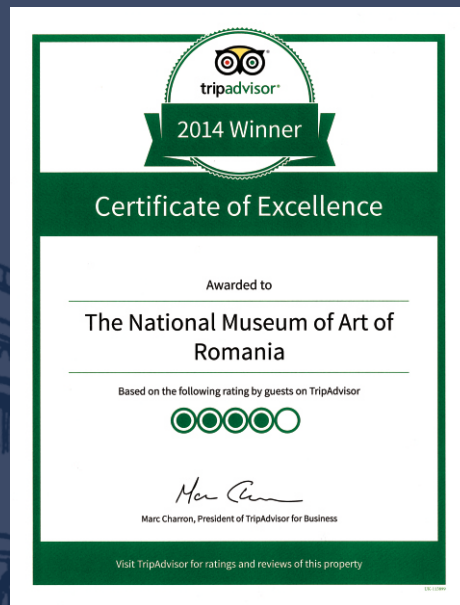 tripadvisor®
2014 Winner
Certificate of Excellence
Awarded to
The National Museum of Art of
Romania
Based on the following rating by guests on TripAdvisor
Marc Charron, President of TripAdvisor for Business
Visit TripAdvisor for ratings and reviews of this property